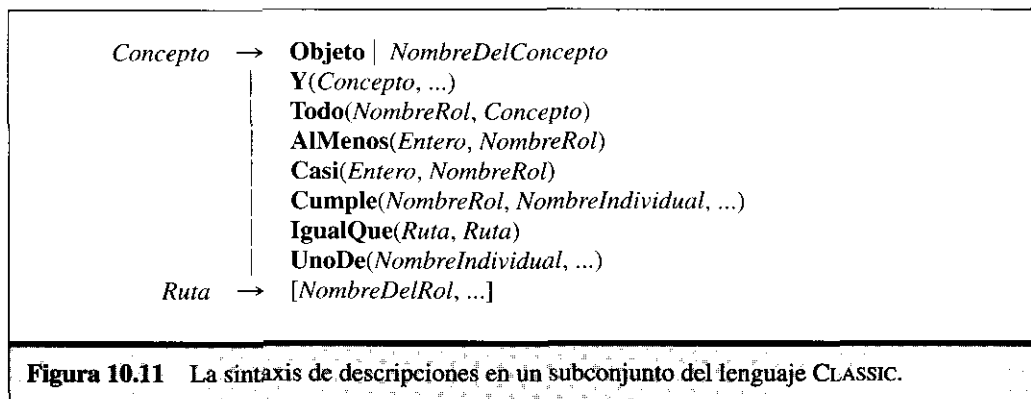 Concepto → Objeto | NombreDelConcepto
| Y(Concepto, ...)
| Todo(NombreRol, Concepto)
| AlMenos(Entero, NombreRol)
| Casi(Entero, NombreRol)
| Cumple(NombreRol, NombreIndividual, ...)
| IgualQue(Ruta, Ruta)
| UnoDe(NombreIndividual, ...)
Ruta → [NombreDelRol, ...]
Figura 10.11 La sintaxis de descripciones en un subconjunto del lenguaje CLASSIC.